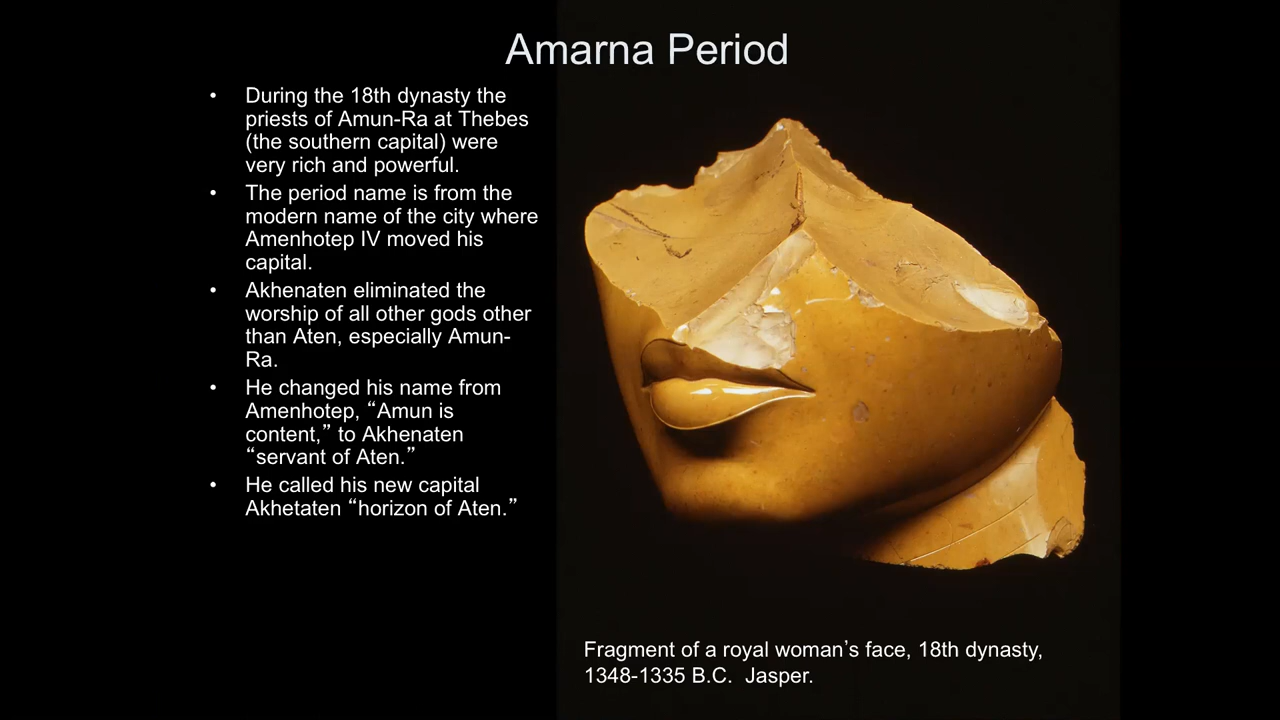 Amarna Period
• During the 18th dynasty the
priests of Amun-Ra at Thebes
(the southern capital) were
very rich and powerful.
• The period name is from the
modern name of the city where
Amenhotep IV moved his
capital.
• Akhenaten eliminated the
worship of all other gods other
than Aten, especially Amun-
Ra.
• He changed his name from
Amenhotep, “Amun is
content,” to Akhenaten
“servant of Aten.”
• He called his new capital
Akhetaten “horizon of Aten.”
Fragment of a royal woman’s face, 18th dynasty,
1348-1335 B.C.  Jasper.